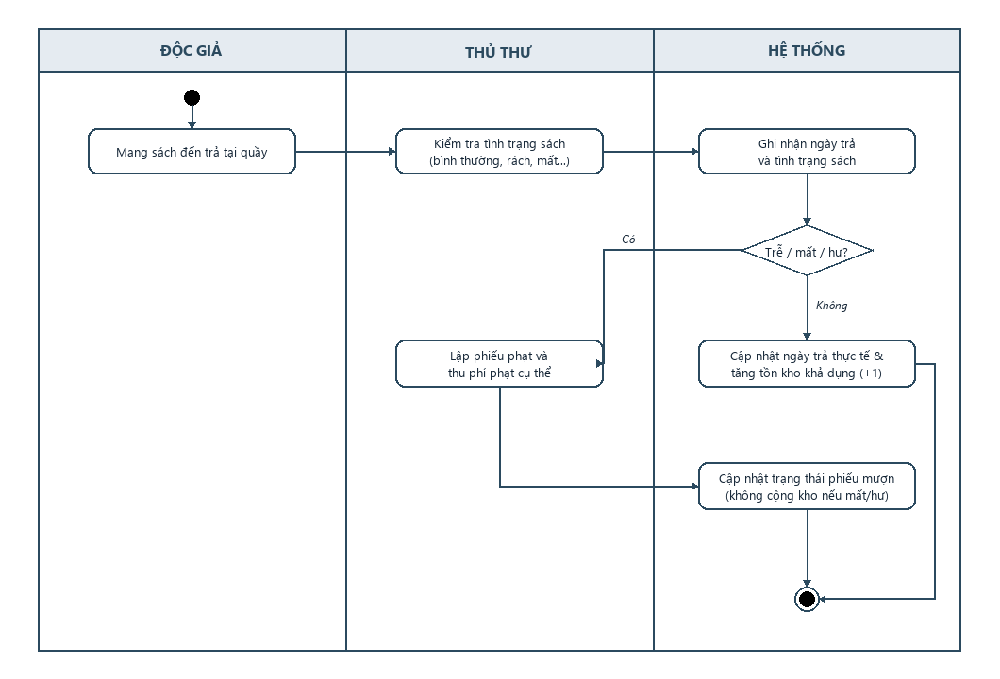 ĐỘC GIẢ
THỦ THƯ
HỆ THỐNG
Mang sách đến trả tại quầy
Kiểm tra tình trạng sách
(bình thường, rách, mất...)
Ghi nhận ngày trả
và tình trạng sách
Trễ / mất / hư?
Có
Không
Lập phiếu phạt và
thu phí phạt cụ thể
Cập nhật ngày trả thực tế &
tăng tồn kho khả dụng (+1)
Cập nhật trạng thái phiếu mượn
(không cộng kho nếu mất/hư)